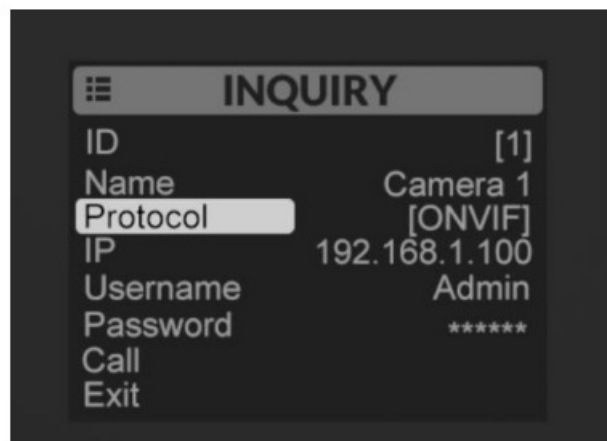 INQUIRY
ID [1]
Name Camera 1
Protocol [ONVIF]
IP 192.168.1.100
Username Admin
Password ******
Call
Exit